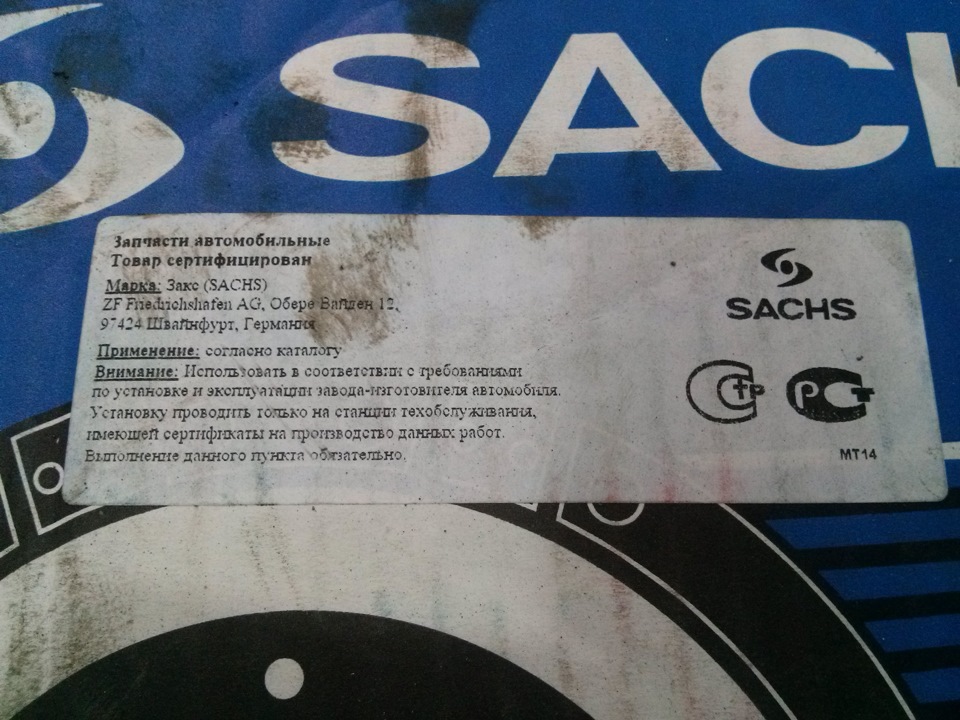 SACH
Запчасти автомобильные
Товар сертифицирован
Марка: Закс (SACHS)
ZF Friedrichshafen AG, Обере Вайден 12,
97424 Швайнфурт, Германия
Применение: согласно каталогу
Внимание: Использовать в соответствии с требованиями
по установке и эксплуатации завода-изготовителя автомобиля.
Установку проводить только на станции техобслуживания,
имеющей сертификаты на производство данных работ.
Выполнение данного пункта обязательно.
SACHS
МТ14